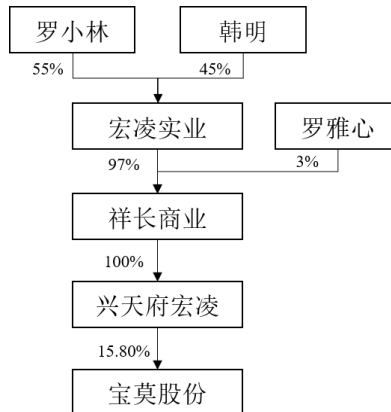 罗小林 韩明
55% 45%
宏凌实业 罗雅心
97% 3%
祥长商业
100%
兴天府宏凌
15.80%
宝莫股份